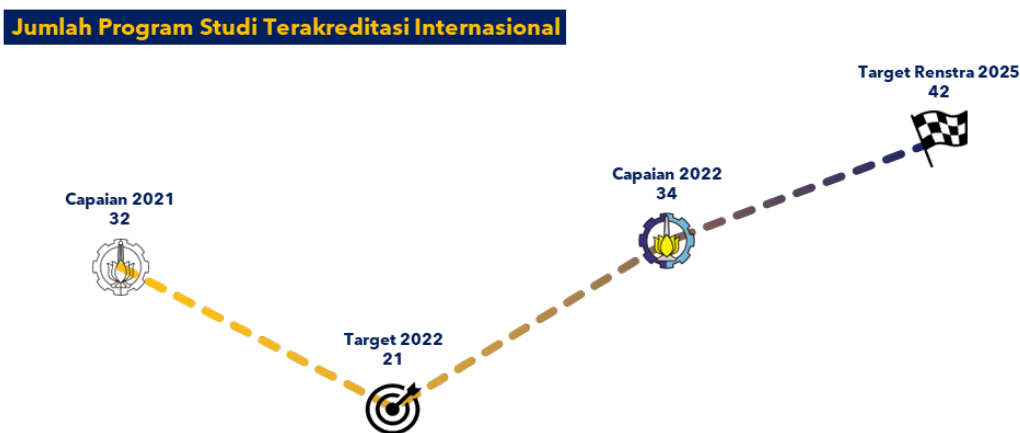 Jumlah Program Studi Terakreditasi Internasional
Target Renstra 2025
42
Capaian 2022
34
Capaian 2021
32
Target 2022
21